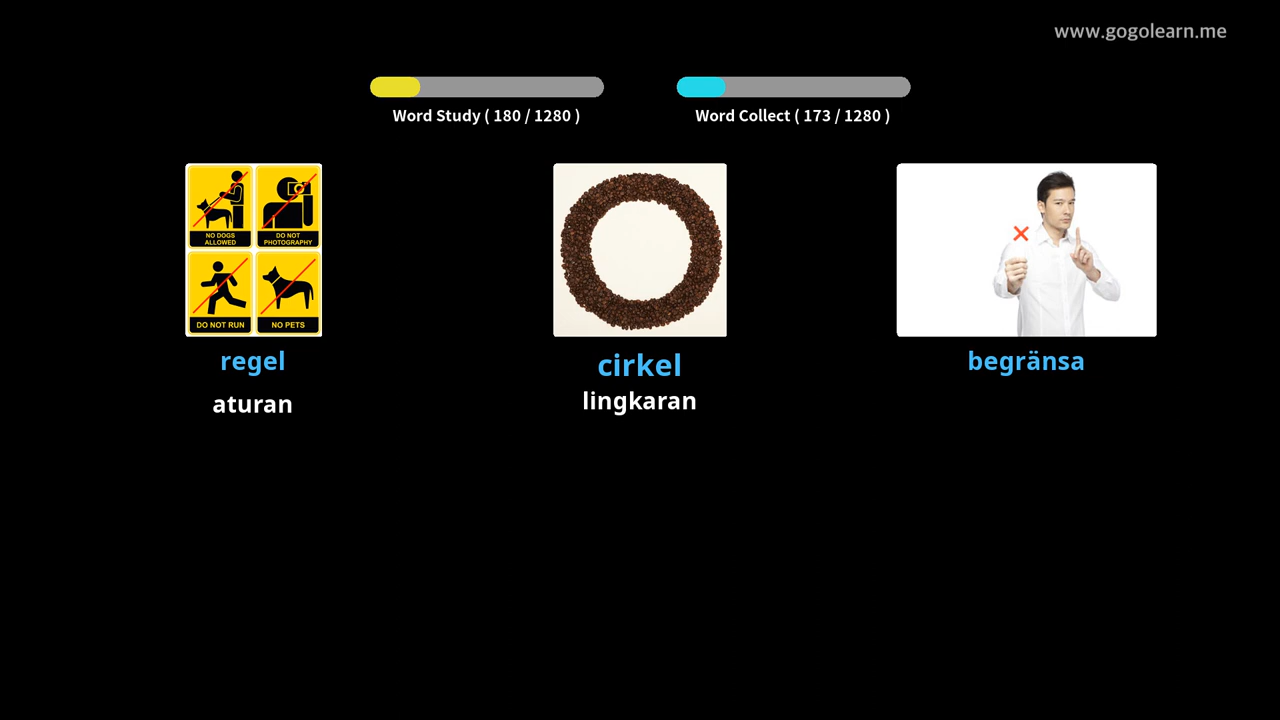 www.gogolearn.me
Word Study ( 180 / 1280 )
Word Collect ( 173 / 1280 )
NO DOGS
ALLOWED
DO NOT
PHOTOGRAPHY
DO NOT RUN
NO PETS
regel
aturan
cirkel
lingkaran
begränsa